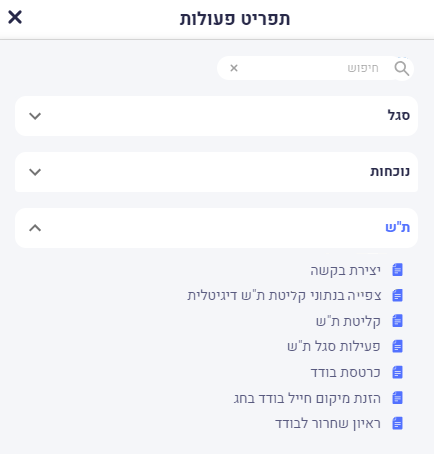 תפריט פעולות
חיפוש
סגל
נוכחות
ת"ש
יצירת בקשה
צפייה בנתוני קליטת ת"ש דיגיטלית
קליטת ת"ש
פעילות סגל ת"ש
כרטסת בודד
הזנת מיקום חייל בודד בחג
ראיון שחרור לבודד